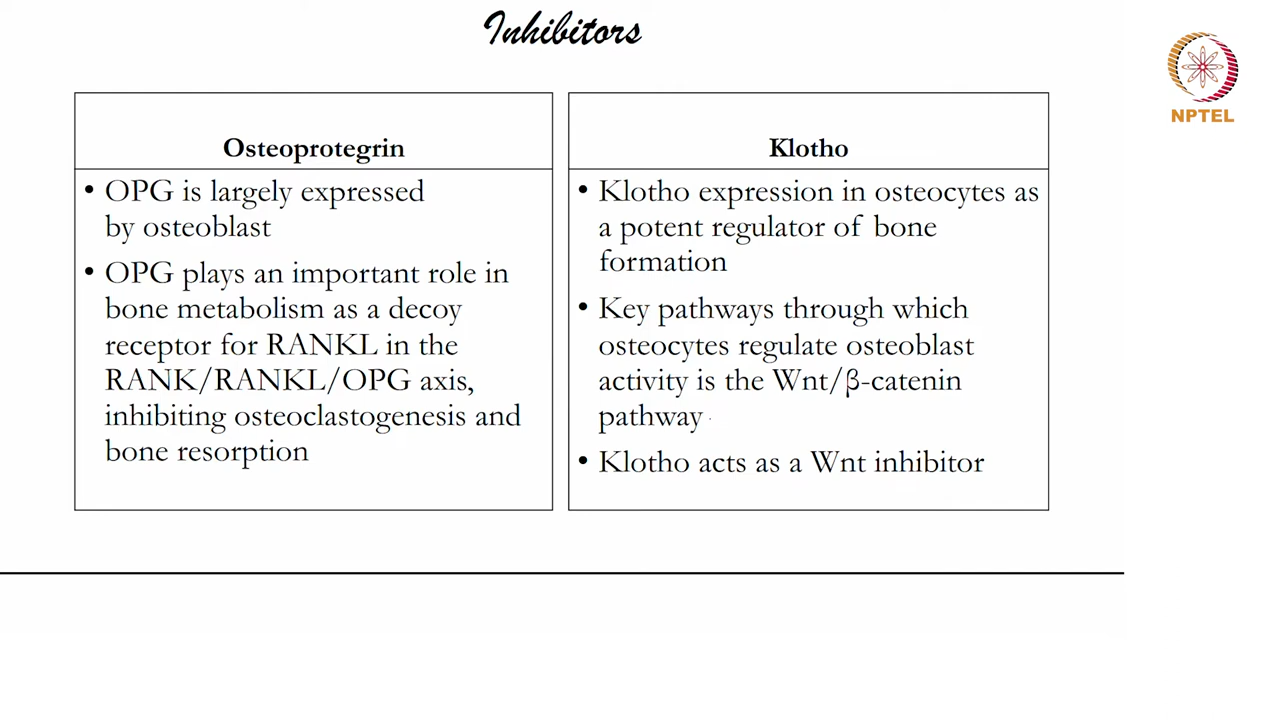 Inhibitors
NPTEL
Osteoprotegrin
• OPG is largely expressed
by osteoblast
• OPG plays an important role in
bone metabolism as a decoy
receptor for RANKL in the
RANK/RANKL/OPG axis,
inhibiting osteoclastogenesis and
bone resorption
Klotho
• Klotho expression in osteocytes as
a potent regulator of bone
formation
• Key pathways through which
osteocytes regulate osteoblast
activity is the Wnt/β-catenin
pathway
• Klotho acts as a Wnt inhibitor